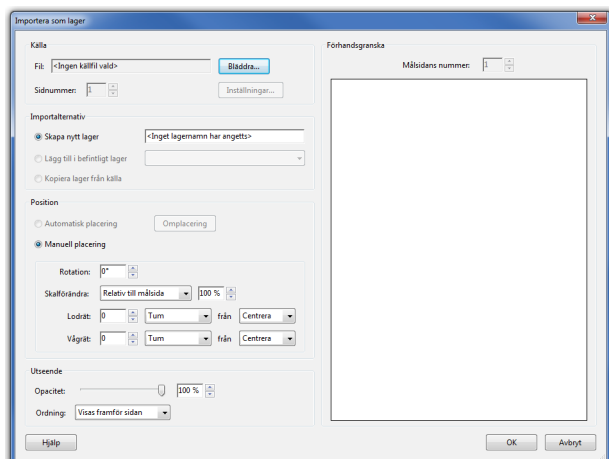 Importera som lager
Källa
Fil: <Ingen källfil vald> Bläddra...
Sidnummer: 1 Inställningar...
Importalternativ
Skapa nytt lager <Inget lagernamn har angetts>
Lägg till i befintligt lager
Kopiera lager från källa
Position
Automatisk placering Omplacering
Manuell placering
Rotation: 0°
Skalförändra: Relativ till målsida 100 %
Lodrät: 0 Tum från Centrera
Vågrät: 0 Tum från Centrera
Utseende
Opacitet: 100 %
Ordning: Visas framför sidan
Hjälp
Förhandsgranska
Målsidans nummer: 1
OK Avbryt